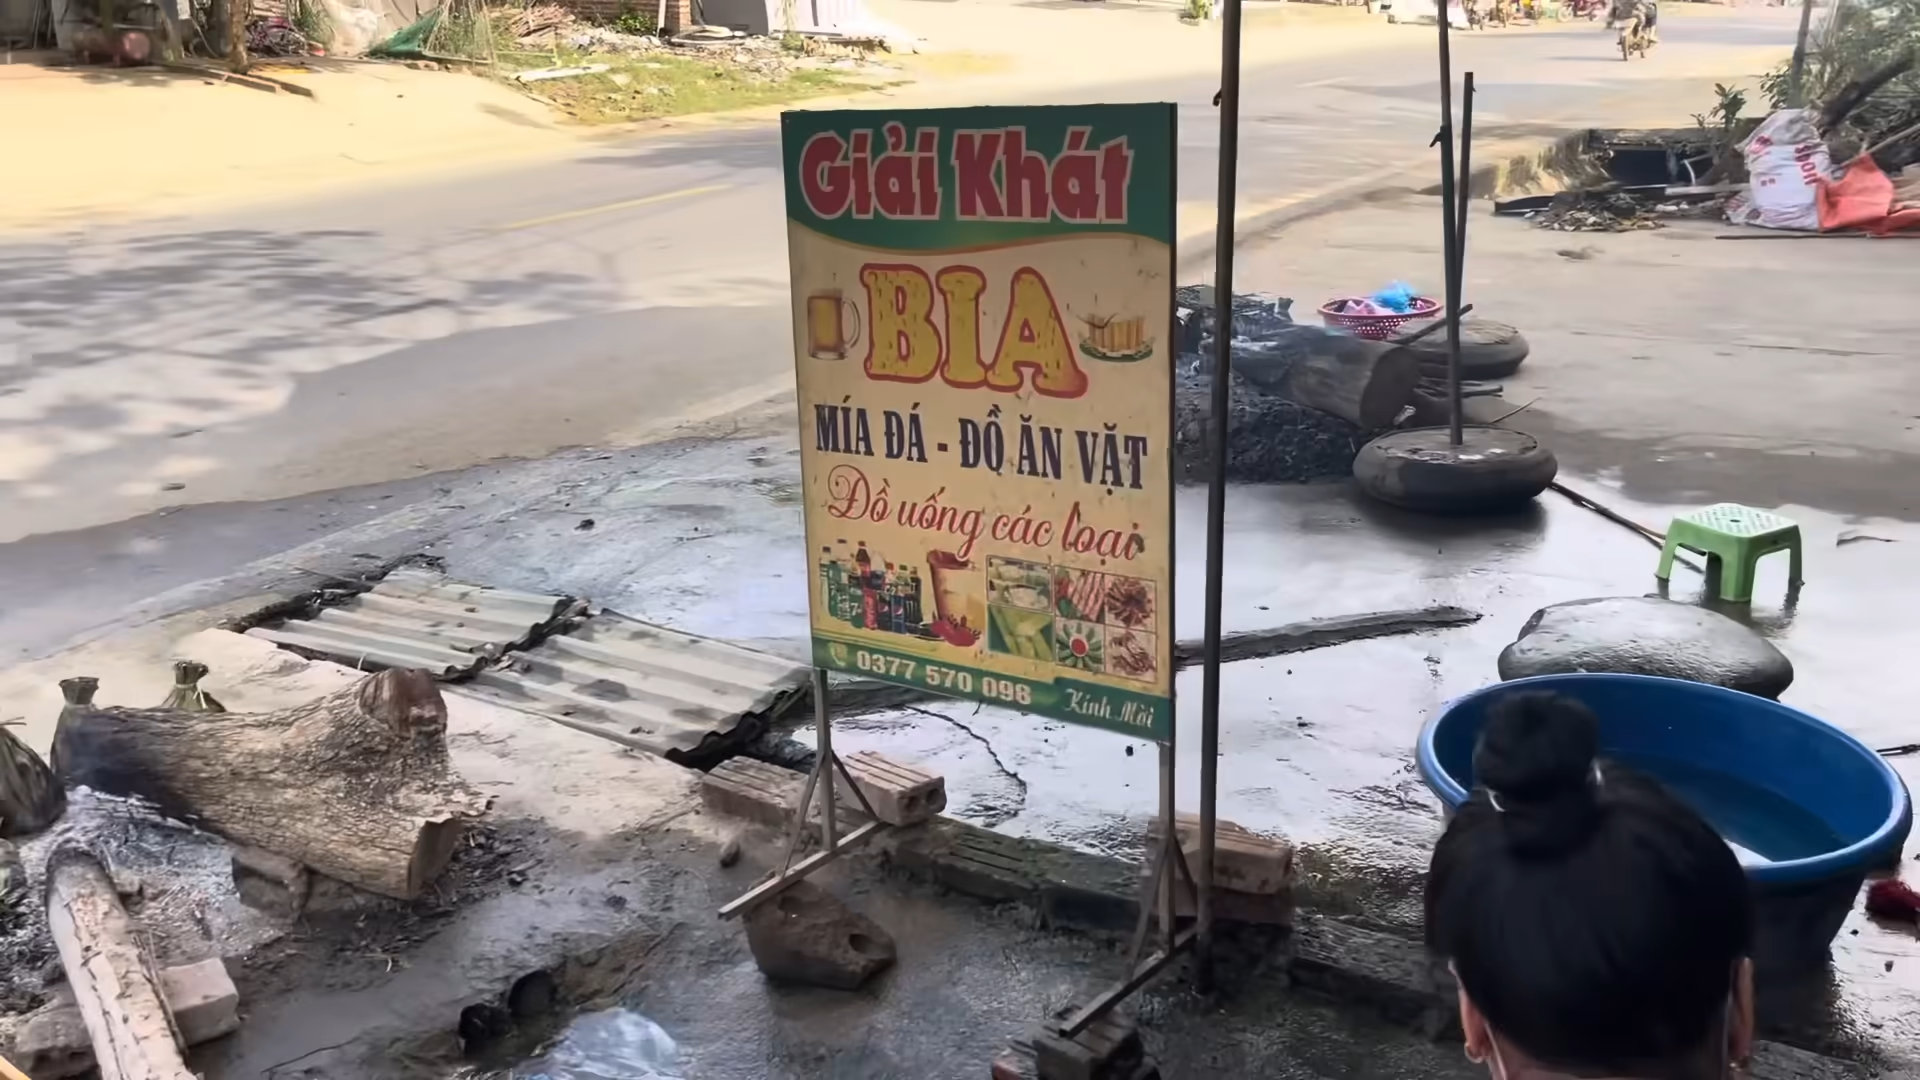 Giải Khát
BIA
MÍA ĐÁ - ĐỒ ĂN VẶT
Đồ uống các loại
0377 570 098
Kính Mời